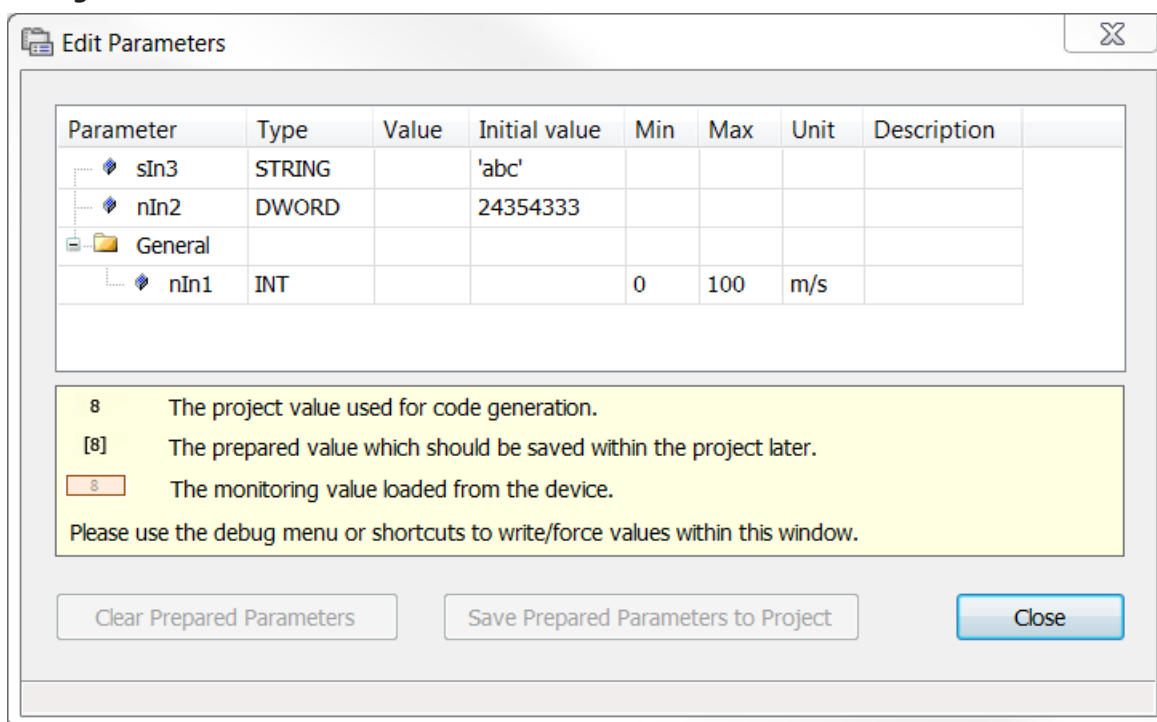 Edit Parameters
Parameter Type Value Initial value Min Max Unit Description
sIn3 STRING 'abc'
nIn2 DWORD 24354333
General
nIn1 INT 0 100 m/s
8 The project value used for code generation.
[8] The prepared value which should be saved within the project later.
8 The monitoring value loaded from the device.
Please use the debug menu or shortcuts to write/force values within this window.
Clear Prepared Parameters Save Prepared Parameters to Project Close